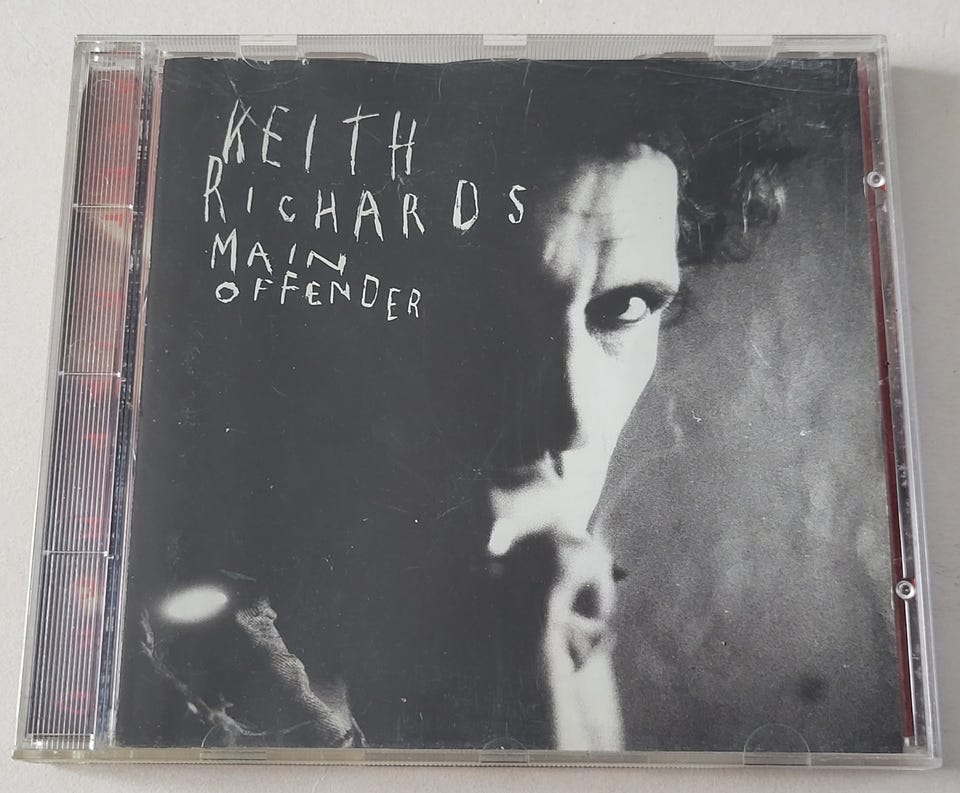 KEITH
RICHARDS
MAIN
OFFENDER